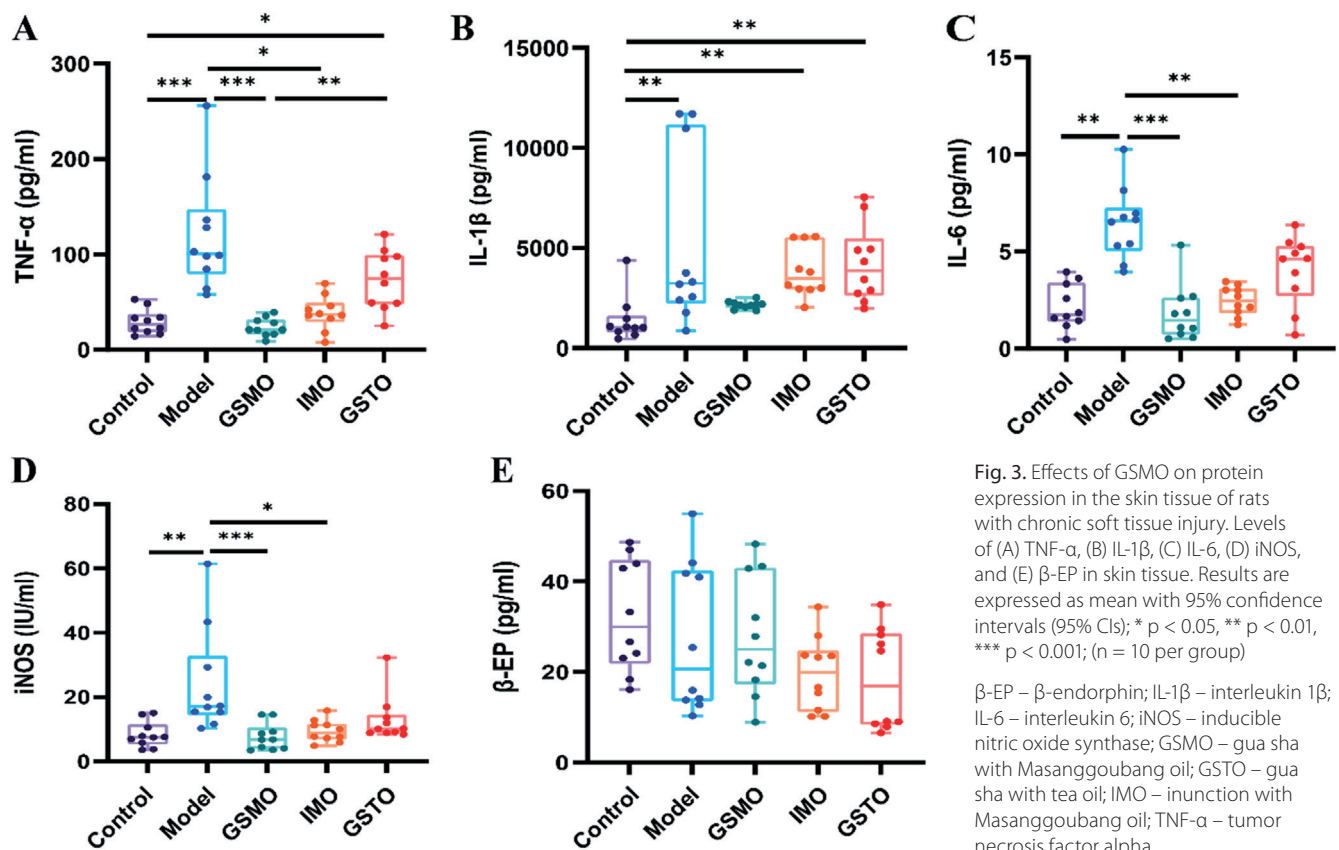 A
*
*
***
***
**
300
200
100
0
TNF-α (pg/ml)
Control
Model
GSMO
IMO
GSTO
B
**
**
**
15000
10000
5000
0
IL-1β (pg/ml)
Control
Model
GSMO
IMO
GSTO
C
**
**
***
15
10
5
0
IL-6 (pg/ml)
Control
Model
GSMO
IMO
GSTO
D
*
**
***
80
60
40
20
0
iNOS (IU/ml)
Control
Model
GSMO
IMO
GSTO
E
60
40
20
0
β-EP (pg/ml)
Control
Model
GSMO
IMO
GSTO
Fig. 3. Effects of GSMO on protein
expression in the skin tissue of rats
with chronic soft tissue injury. Levels
of (A) TNF-α, (B) IL-1β, (C) IL-6, (D) iNOS,
and (E) β-EP in skin tissue. Results are
expressed as mean with 95% confidence
intervals (95% CIs); * p < 0.05, ** p < 0.01,
*** p < 0.001; (n = 10 per group)
β-EP – β-endorphin; IL-1β – interleukin 1β;
IL-6 – interleukin 6; iNOS – inducible
nitric oxide synthase; GSMO – gua sha
with Masanggoubang oil; GSTO – gua
sha with tea oil; IMO – inunction with
Masanggoubang oil; TNF-α – tumor
necrosis factor alpha